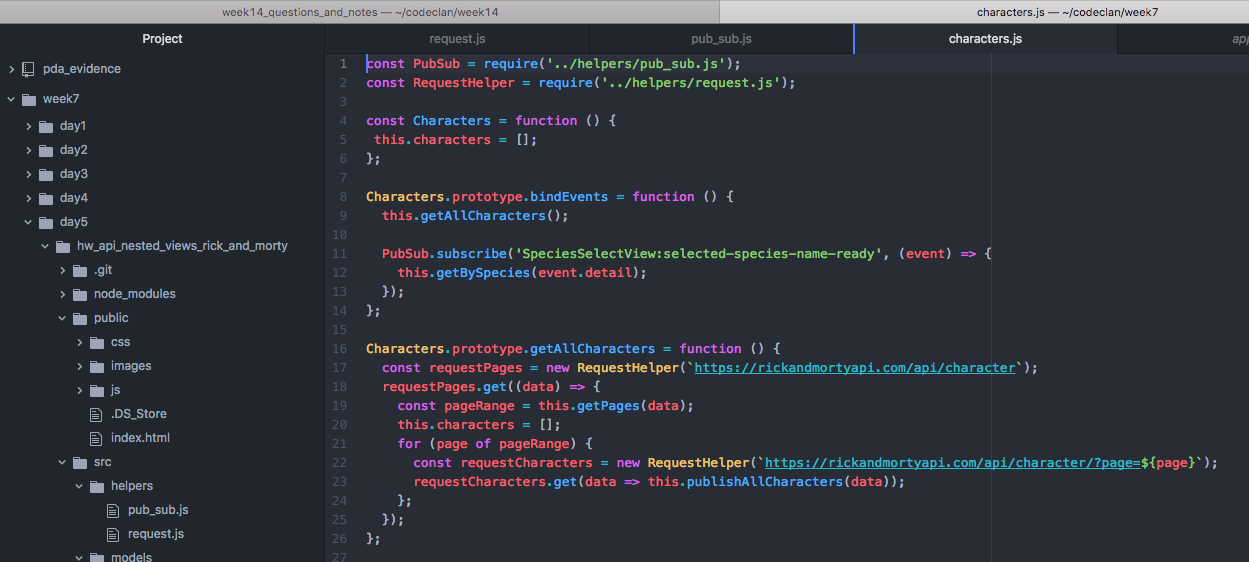 week14_questions_and_notes — ~/codeclan/week14
characters.js — ~/codeclan/week7
Project
request.js
pub_sub.js
characters.js
app
pda_evidence
week7
day1
day2
day3
day4
day5
hw_api_nested_views_rick_and_morty
.git
node_modules
public
css
images
js
.DS_Store
index.html
src
helpers
pub_sub.js
request.js
models
1 const PubSub = require('../helpers/pub_sub.js');
2 const RequestHelper = require('../helpers/request.js');
3
4 const Characters = function () {
5  this.characters = [];
6 };
7
8 Characters.prototype.bindEvents = function () {
9   this.getAllCharacters();
10
11   PubSub.subscribe('SpeciesSelectView:selected-species-name-ready', (event) => {
12     this.getBySpecies(event.detail);
13   });
14 };
15
16 Characters.prototype.getAllCharacters = function () {
17   const requestPages = new RequestHelper(`https://rickandmortyapi.com/api/character`);
18   requestPages.get((data) => {
19     const pageRange = this.getPages(data);
20     this.characters = [];
21     for (page of pageRange) {
22       const requestCharacters = new RequestHelper(`https://rickandmortyapi.com/api/character/?page=${page}`);
23       requestCharacters.get(data => this.publishAllCharacters(data));
24     };
25   });
26 };
27